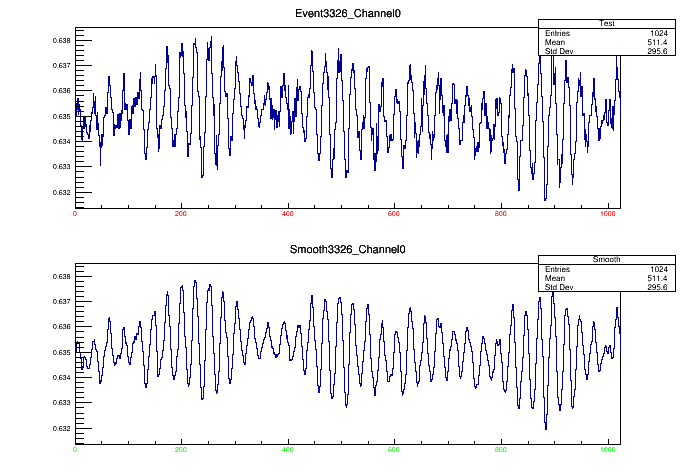 Event3326_Channel0
Test
Entries 1024
Mean 511.4
Std Dev 295.6
0.638
0.637
0.636
0.635
0.634
0.633
0.632
0 200 400 600 800 1000
Smooth3326_Channel0
Smooth
Entries 1024
Mean 511.4
Std Dev 295.6
0.638
0.637
0.636
0.635
0.634
0.633
0.632
0 200 400 600 800 1000